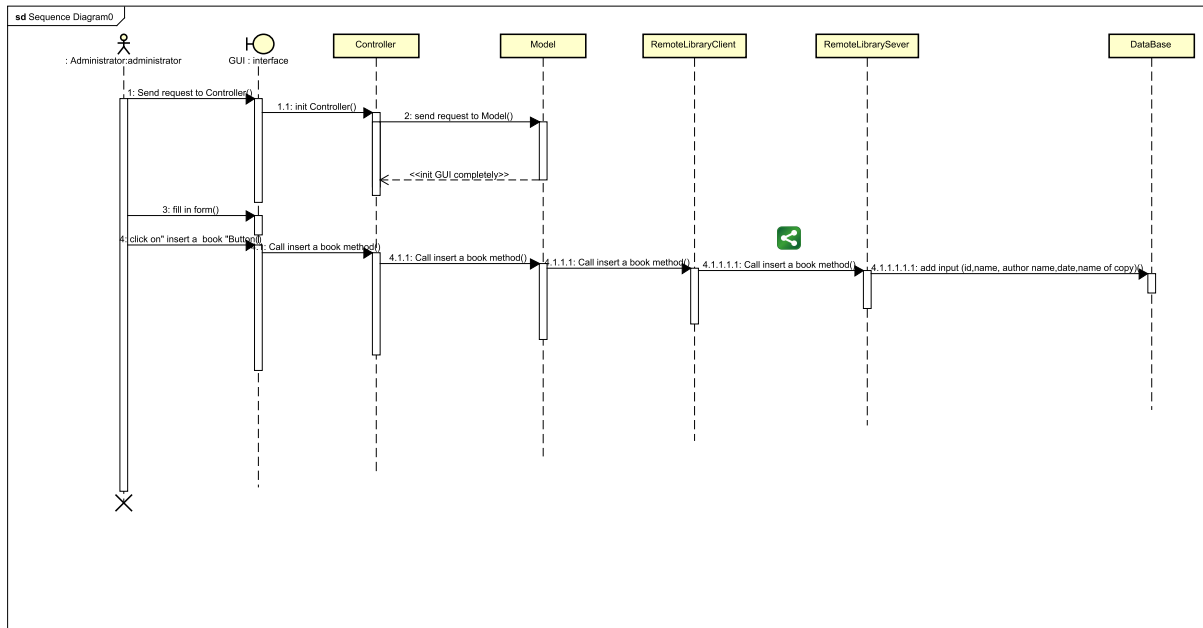 sd Sequence Diagram0
: Administrator:administrator
GUI : interface
Controller
Model
RemoteLibraryClient
RemoteLibrarySever
DataBase
1: Send request to Controller()
1.1: init Controller()
2: send request to Model()
<<init GUI completely>>
3: fill in form()
4: click on" insert a  book "Button()
.1: Call insert a book method()
4.1.1: Call insert a book method()
4.1.1.1: Call insert a book method()
4.1.1.1.1: Call insert a book method()
4.1.1.1.1.1: add input (id,name, author name,date,name of copy)()